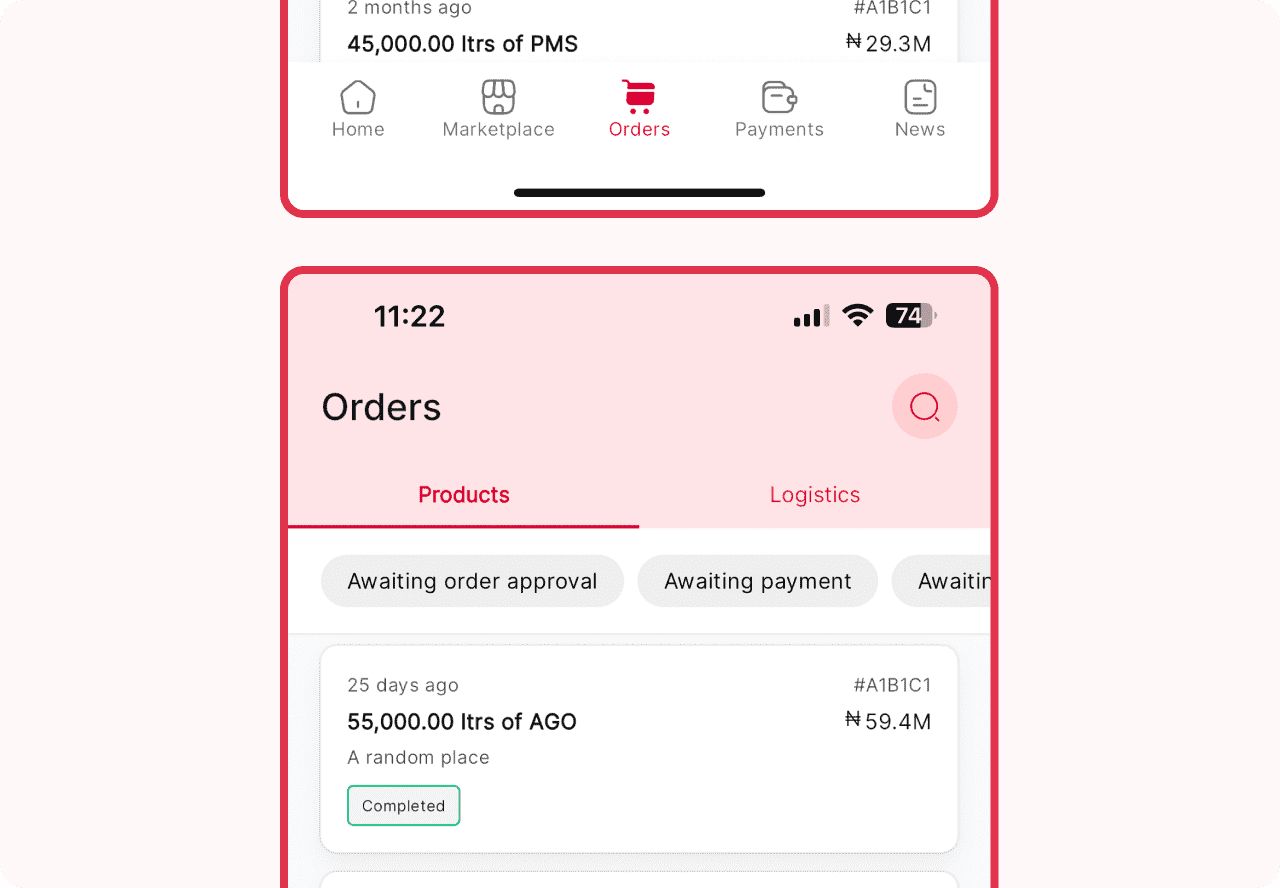 2 months ago #A1B1C1
45,000.00 ltrs of PMS ₦29.3M
Home Marketplace Orders Payments News
11:22 74
Orders
Products Logistics
Awaiting order approval Awaiting payment Awaitin
25 days ago #A1B1C1
55,000.00 ltrs of AGO ₦59.4M
A random place
Completed